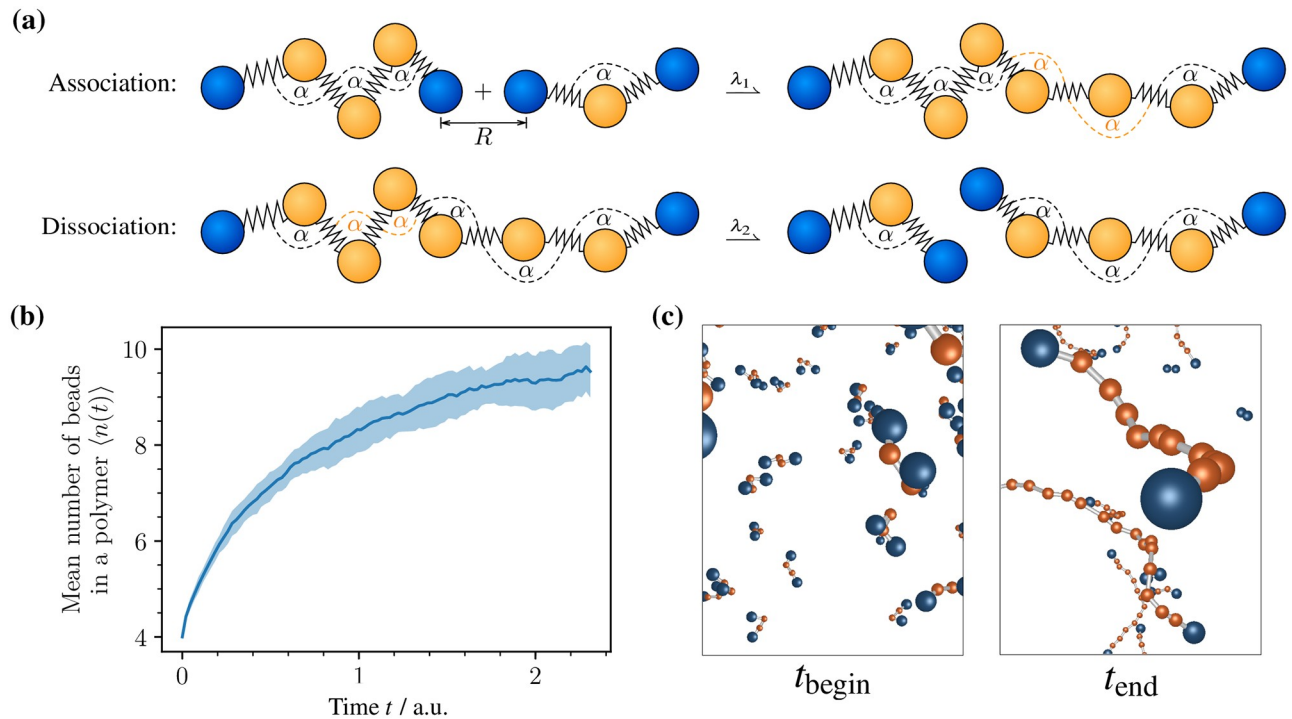 (a)
Association:
α α α + α
R
λ₁
α α α α α
Dissociation:
α α α α α α
λ₂
α α α
(b)
Mean number of beads
in a polymer ⟨n(t)⟩
10
8
6
4
0 1 2
Time t / a.u.
(c)
t_begin
t_end